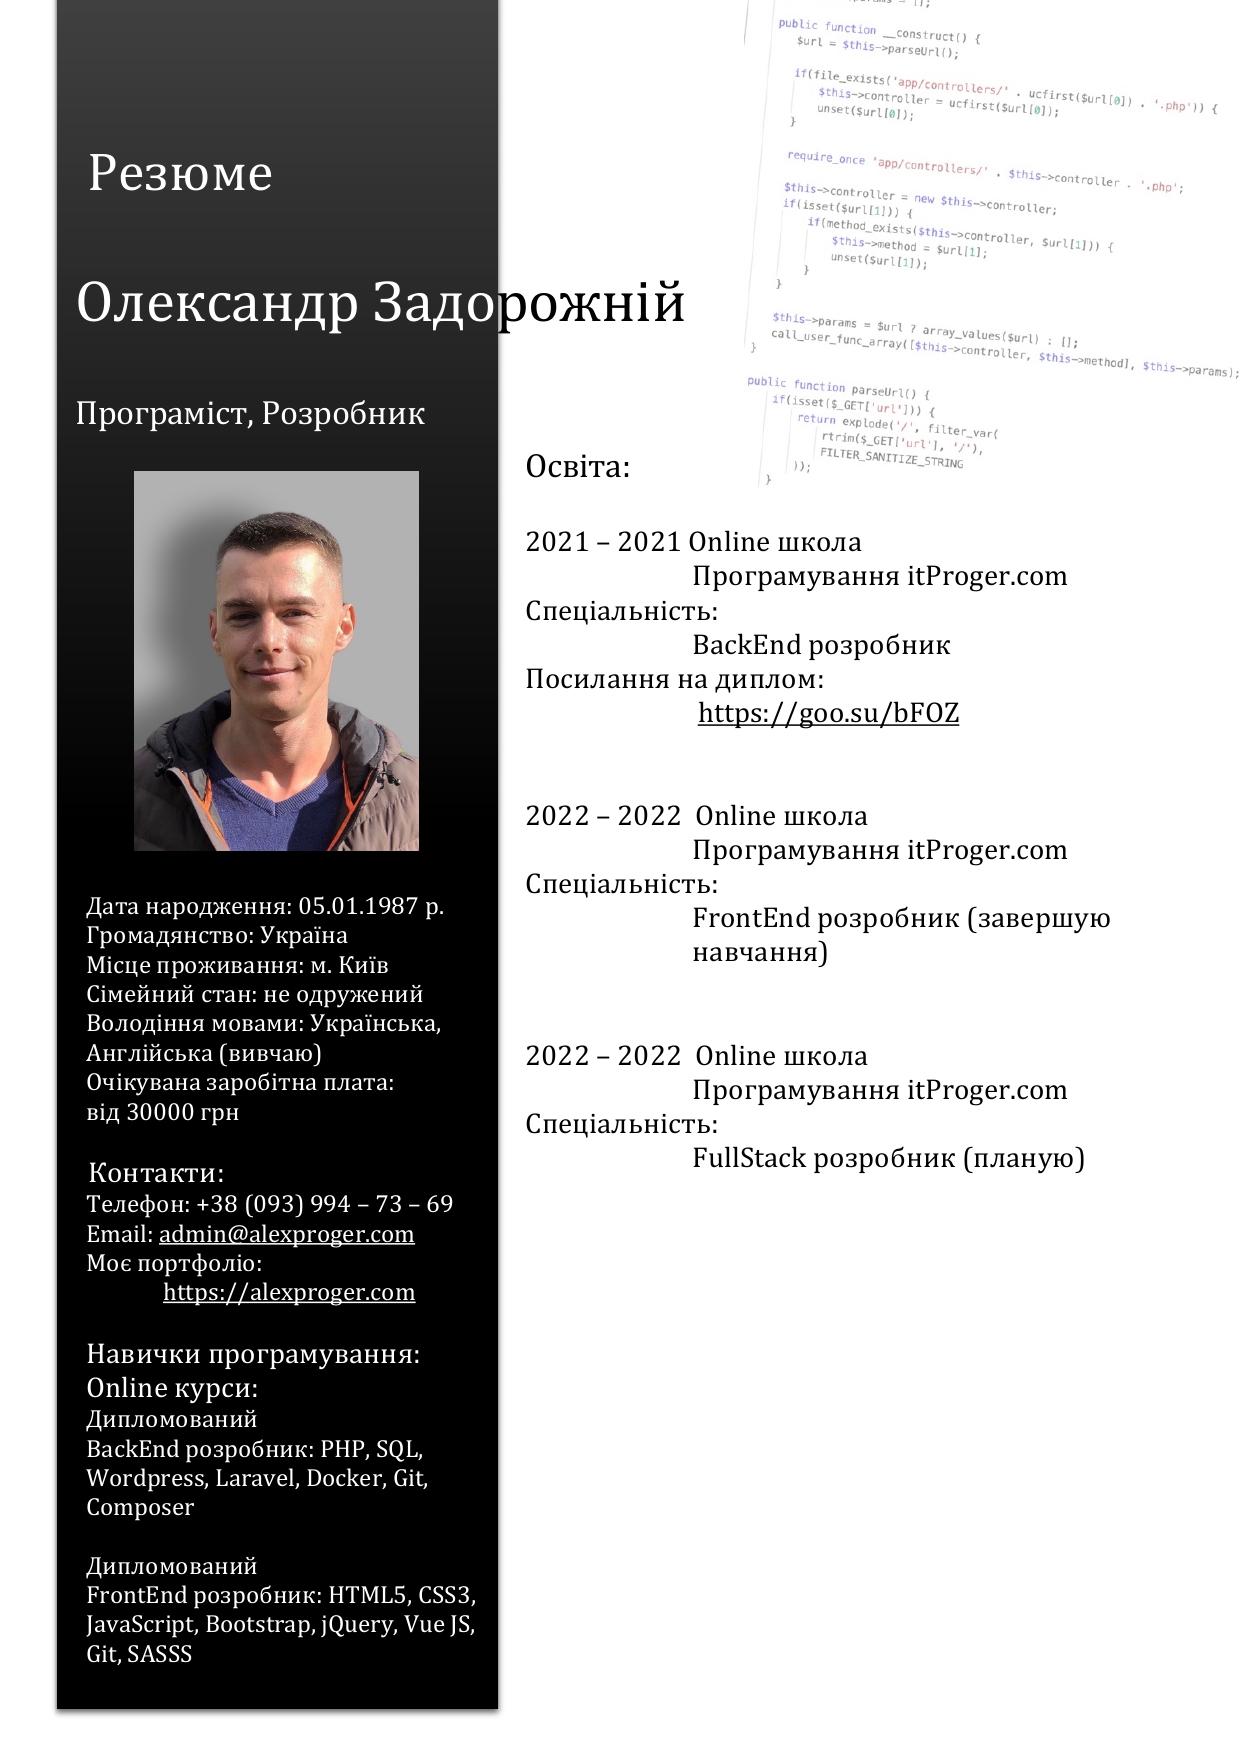 public function __construct() {
$url = $this->parseUrl();
if(file_exists('app/controllers/' . ucfirst($url[0]) . '.php')) {
$this->controller = ucfirst($url[0]);
unset($url[0]);
}
require_once 'app/controllers/' . $this->controller . '.php';
$this->controller = new $this->controller;
if(isset($url[1])) {
if(method_exists($this->controller, $url[1])) {
$this->method = $url[1];
unset($url[1]);
}
}
$this->params = $url ? array_values($url) : [];
call_user_func_array([$this->controller, $this->method], $this->params);
}
public function parseUrl() {
if(isset($_GET['url'])) {
return explode('/', filter_var(
rtrim($_GET['url'], '/'),
FILTER_SANITIZE_STRING
));
}
Резюме
Олександр Задорожній
Програміст, Розробник
Дата народження: 05.01.1987 р.
Громадянство: Україна
Місце проживання: м. Київ
Сімейний стан: не одружений
Володіння мовами: Українська,
Англійська (вивчаю)
Очікувана заробітна плата:
від 30000 грн
Контакти:
Телефон: +38 (093) 994 – 73 – 69
Email: admin@alexproger.com
Моє портфоліо:
https://alexproger.com
Навички програмування:
Online курси:
Дипломований
BackEnd розробник: PHP, SQL,
Wordpress, Laravel, Docker, Git,
Composer
Дипломований
FrontEnd розробник: HTML5, CSS3,
JavaScript, Bootstrap, jQuery, Vue JS,
Git, SASSS
Освіта:
2021 – 2021 Online школа
Програмування itProger.com
Спеціальність:
BackEnd розробник
Посилання на диплом:
https://goo.su/bFOZ
2022 – 2022 Online школа
Програмування itProger.com
Спеціальність:
FrontEnd розробник (завершую
навчання)
2022 – 2022 Online школа
Програмування itProger.com
Спеціальність:
FullStack розробник (планую)